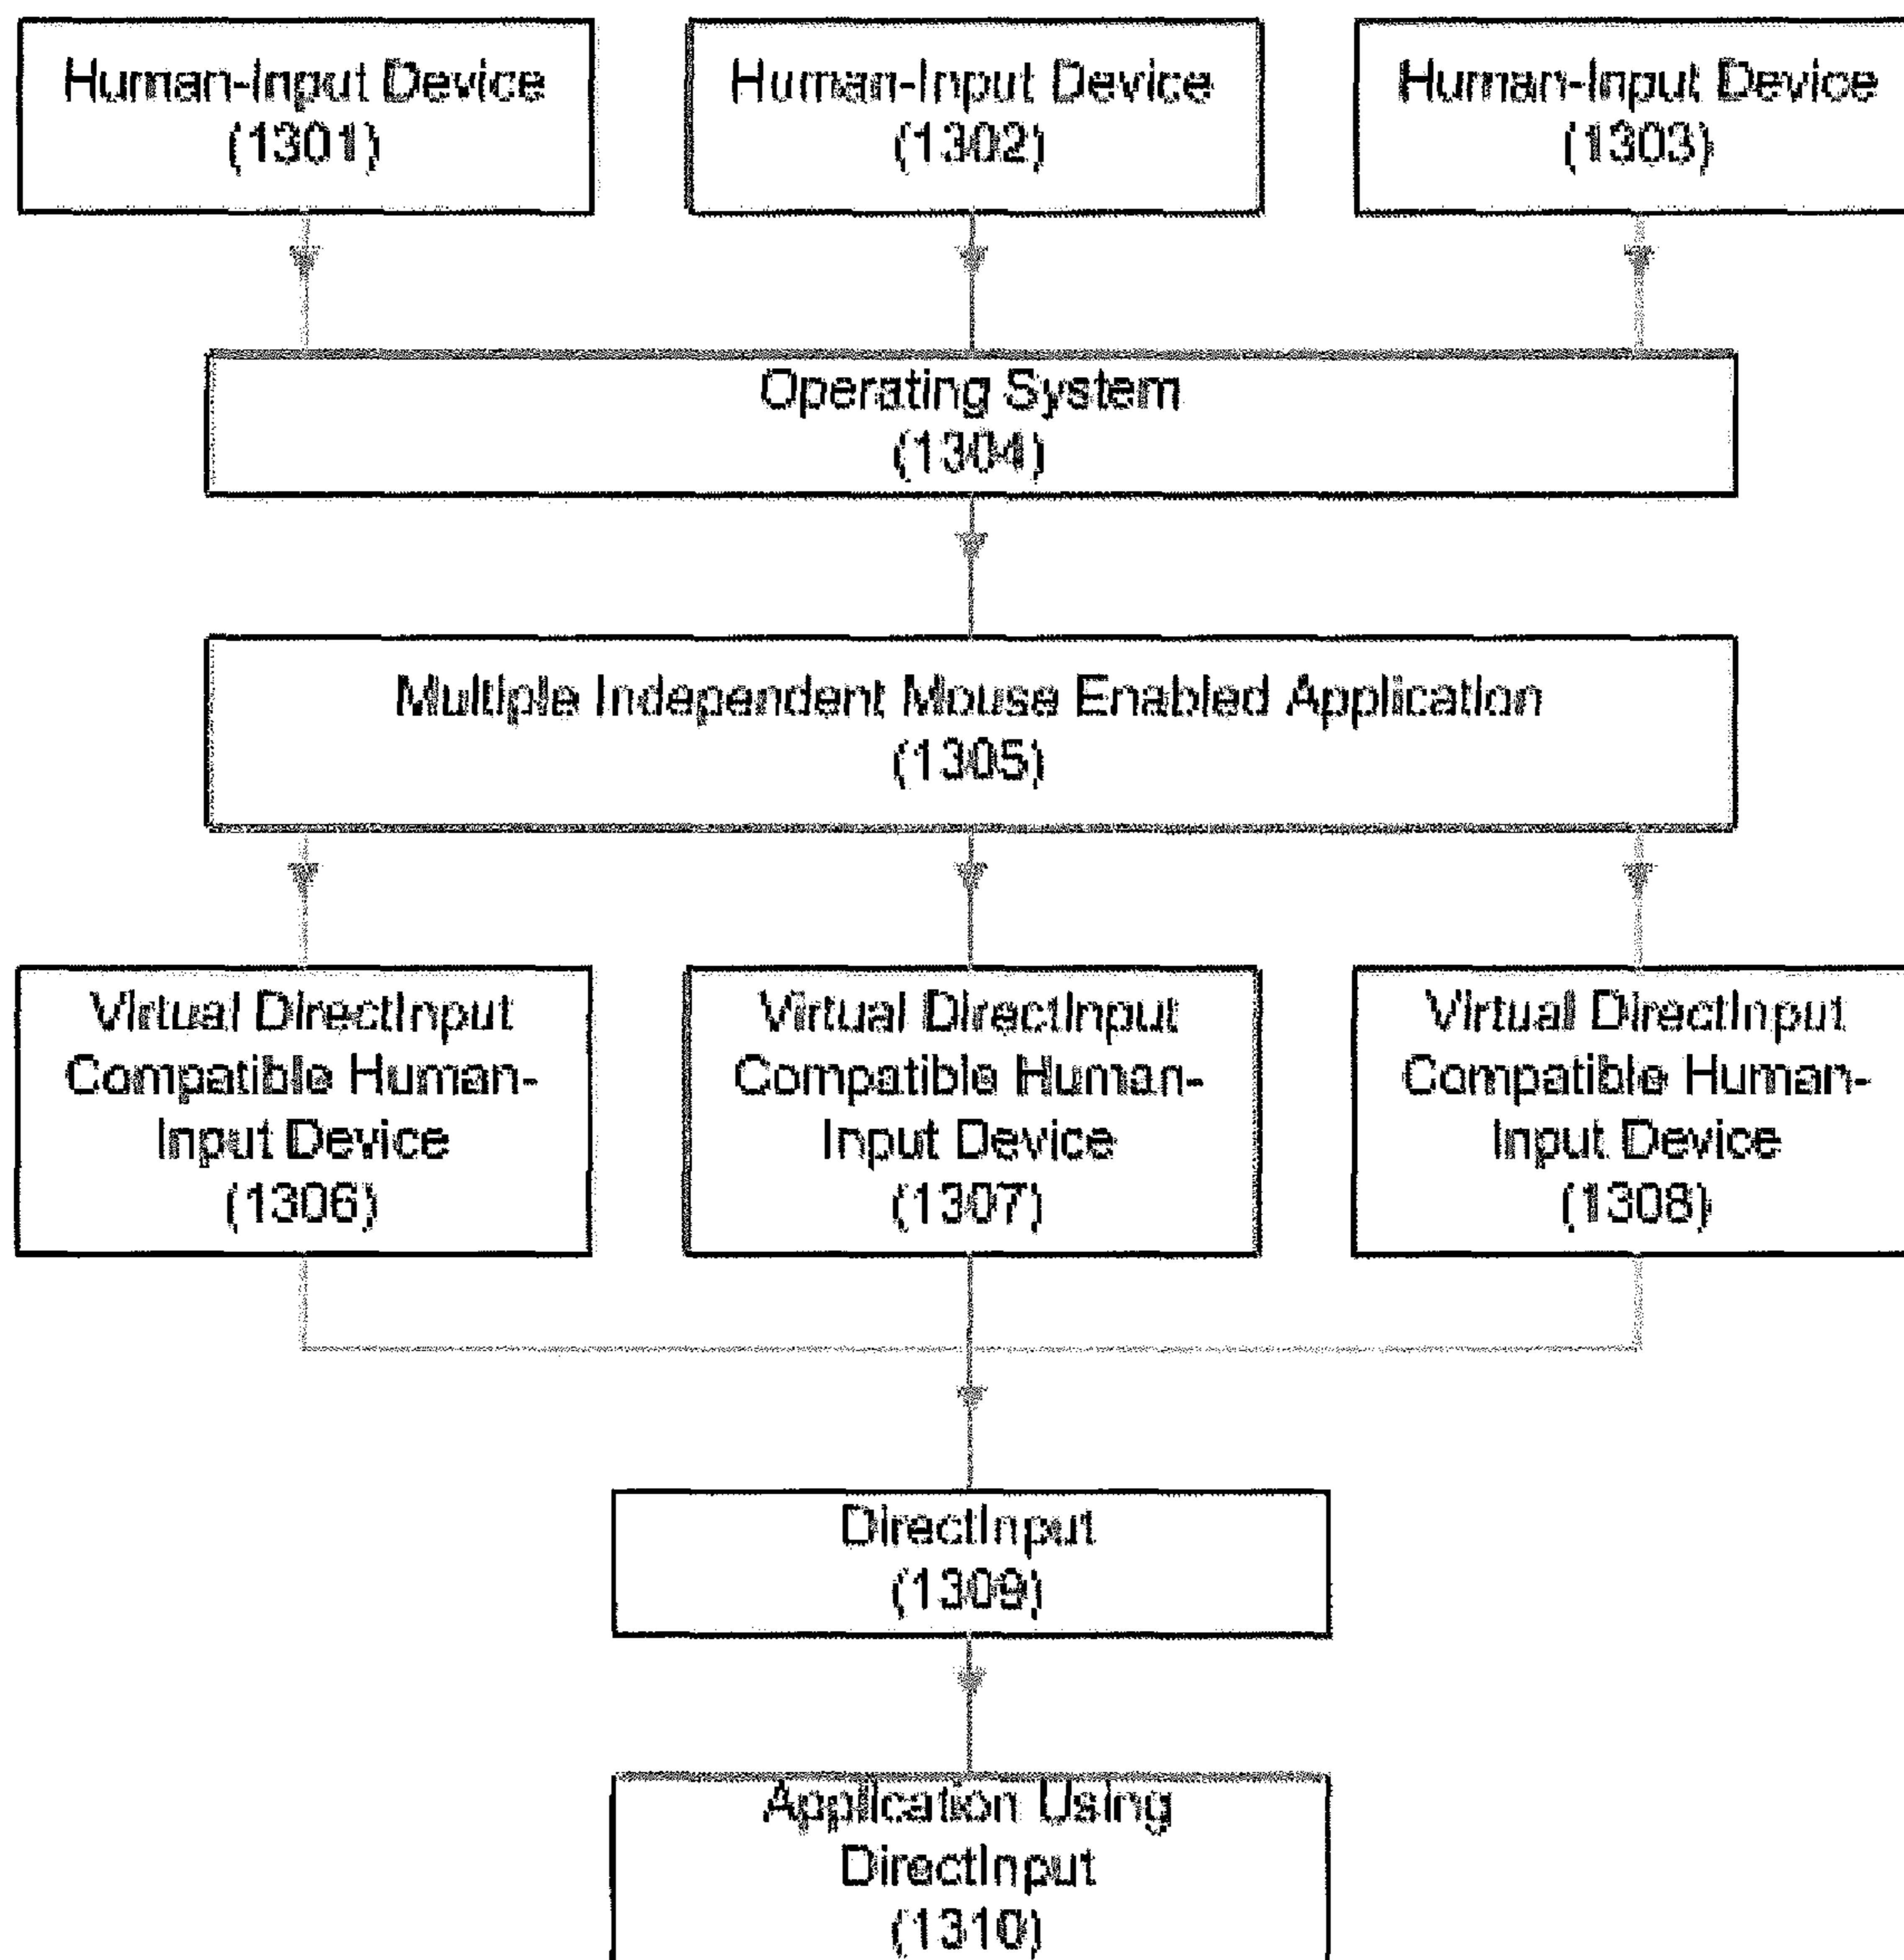 Human-Input Device
(1301)
Human-Input Device
(1302)
Human-Input Device
(1303)
Operating System
(1304)
Multiple Independent Mouse Enabled Application
(1305)
Virtual DirectInput
Compatible Human-
Input Device
(1306)
Virtual DirectInput
Compatible Human-
Input Device
(1307)
Virtual DirectInput
Compatible Human-
Input Device
(1308)
DirectInput
(1309)
Application Using
DirectInput
(1310)